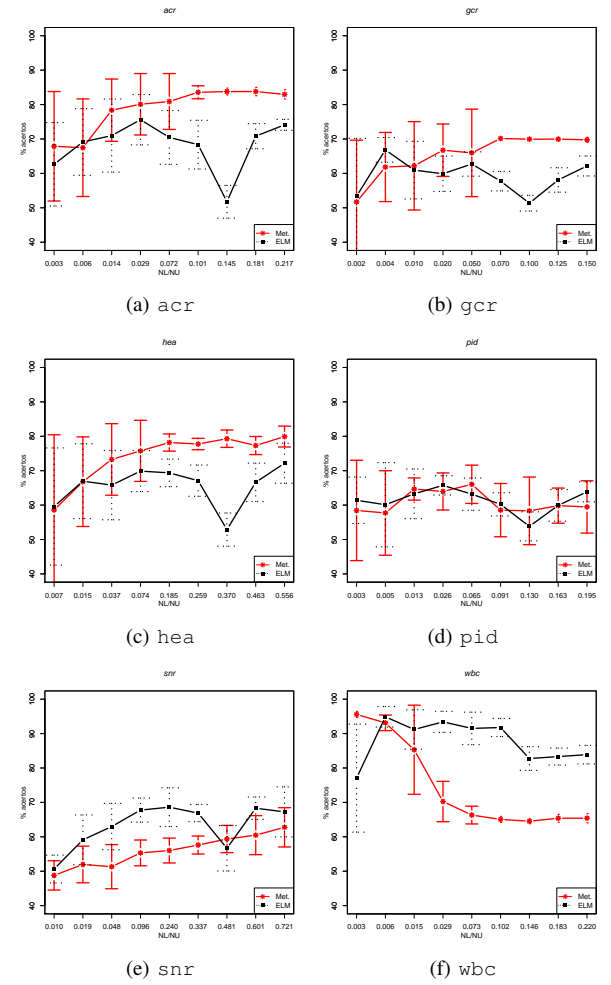 acr
% acertos
100
90
80
70
60
50
40
Met.
ELM
0.003 0.006 0.014 0.029 0.072 0.101 0.145 0.181 0.217
NL/NU
(a) acr
gcr
% acertos
100
90
80
70
60
50
40
Met.
ELM
0.002 0.004 0.010 0.020 0.050 0.070 0.100 0.125 0.150
NL/NU
(b) gcr
hea
% acertos
100
90
80
70
60
50
40
Met.
ELM
0.007 0.015 0.037 0.074 0.185 0.259 0.370 0.463 0.556
NL/NU
(c) hea
pid
% acertos
100
90
80
70
60
50
40
Met.
ELM
0.003 0.005 0.013 0.026 0.065 0.091 0.130 0.163 0.195
NL/NU
(d) pid
snr
% acertos
100
90
80
70
60
50
40
Met.
ELM
0.010 0.019 0.048 0.096 0.240 0.337 0.481 0.601 0.721
NL/NU
(e) snr
wbc
% acertos
100
90
80
70
60
50
40
Met.
ELM
0.003 0.006 0.015 0.029 0.073 0.102 0.146 0.183 0.220
NL/NU
(f) wbc